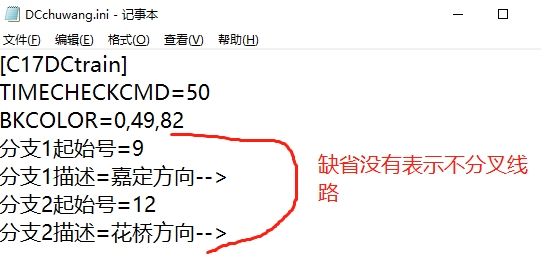 DCchuwang.ini - 记事本
文件(F) 编辑(E) 格式(O) 查看(V) 帮助(H)
[C17DCtrain]
TIMECHECKCMD=50
BKCOLOR=0,49,82
分支1起始号=9
分支1描述=嘉定方向-->
分支2起始号=12
分支2描述=花桥方向-->
缺省没有表示不分叉线
路